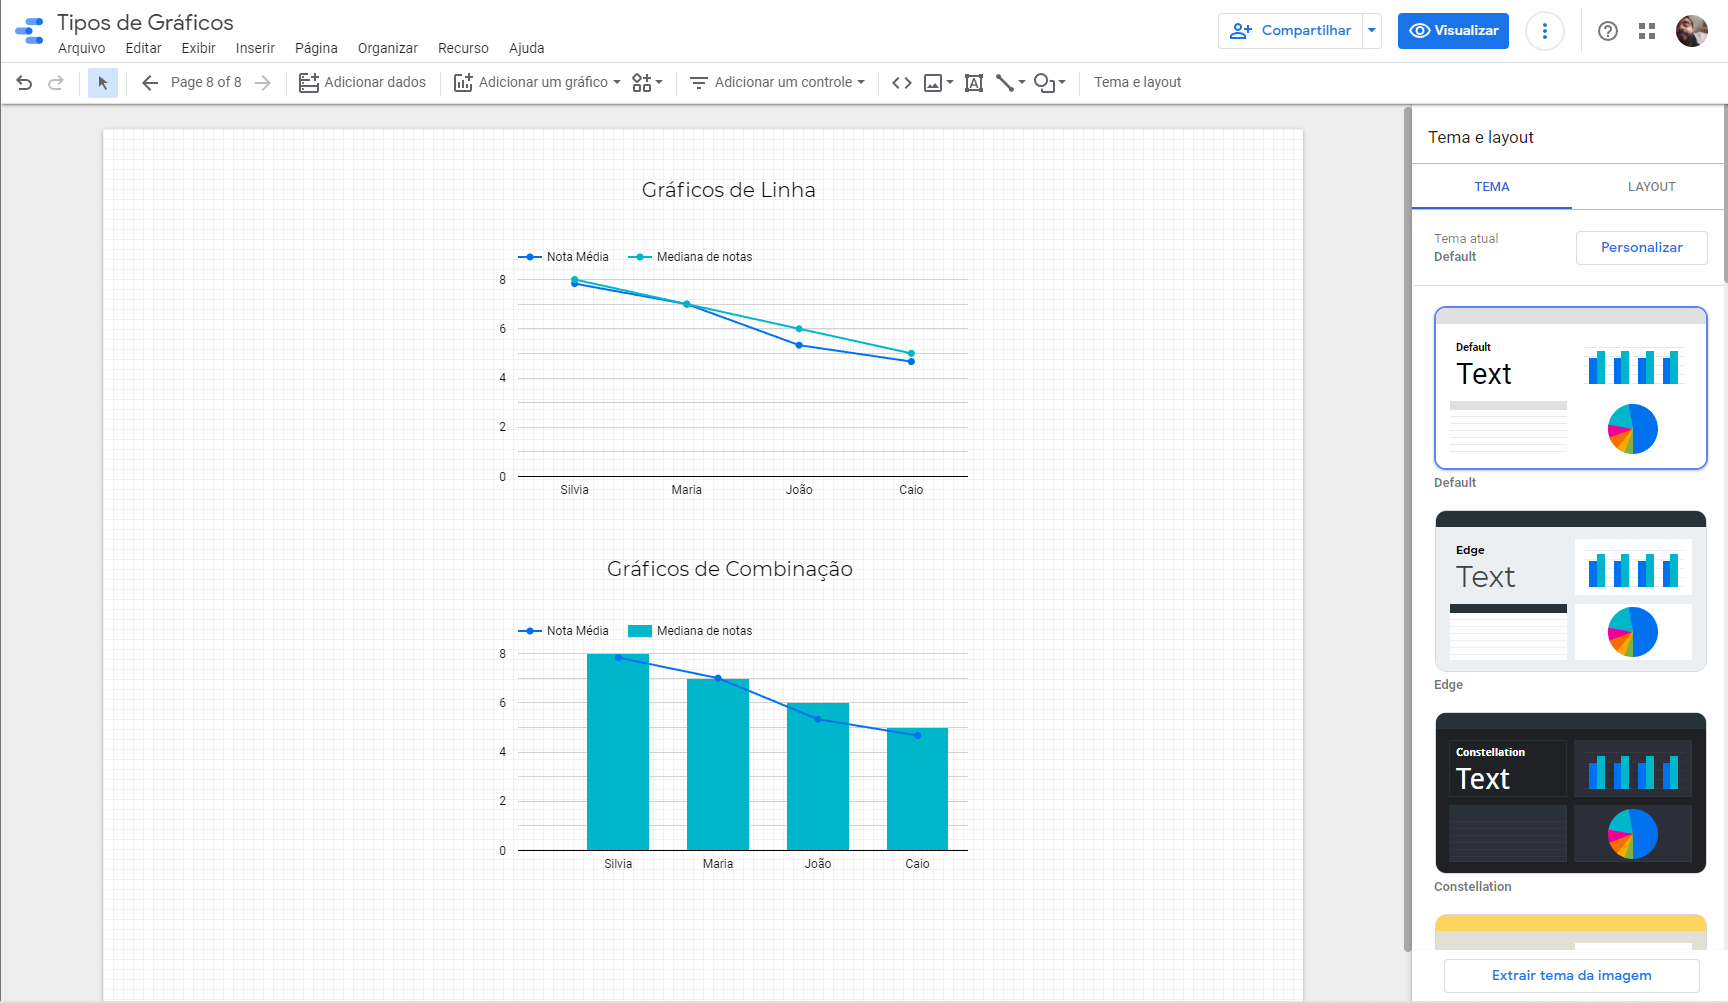 Tipos de Gráficos
Arquivo Editar Exibir Inserir Página Organizar Recurso Ajuda
Compartilhar
Visualizar
Page 8 of 8
Adicionar dados
Adicionar um gráfico
Adicionar um controle
Tema e layout
Gráficos de Linha
Nota Média Mediana de notas
8
6
4
2
0
Silvia Maria João Caio
Gráficos de Combinação
Nota Média Mediana de notas
8
6
4
2
0
Silvia Maria João Caio
Tema e layout
TEMA LAYOUT
Tema atual
Default
Personalizar
Default
Text
Default
Edge
Text
Edge
Constellation
Text
Constellation
Extrair tema da imagem